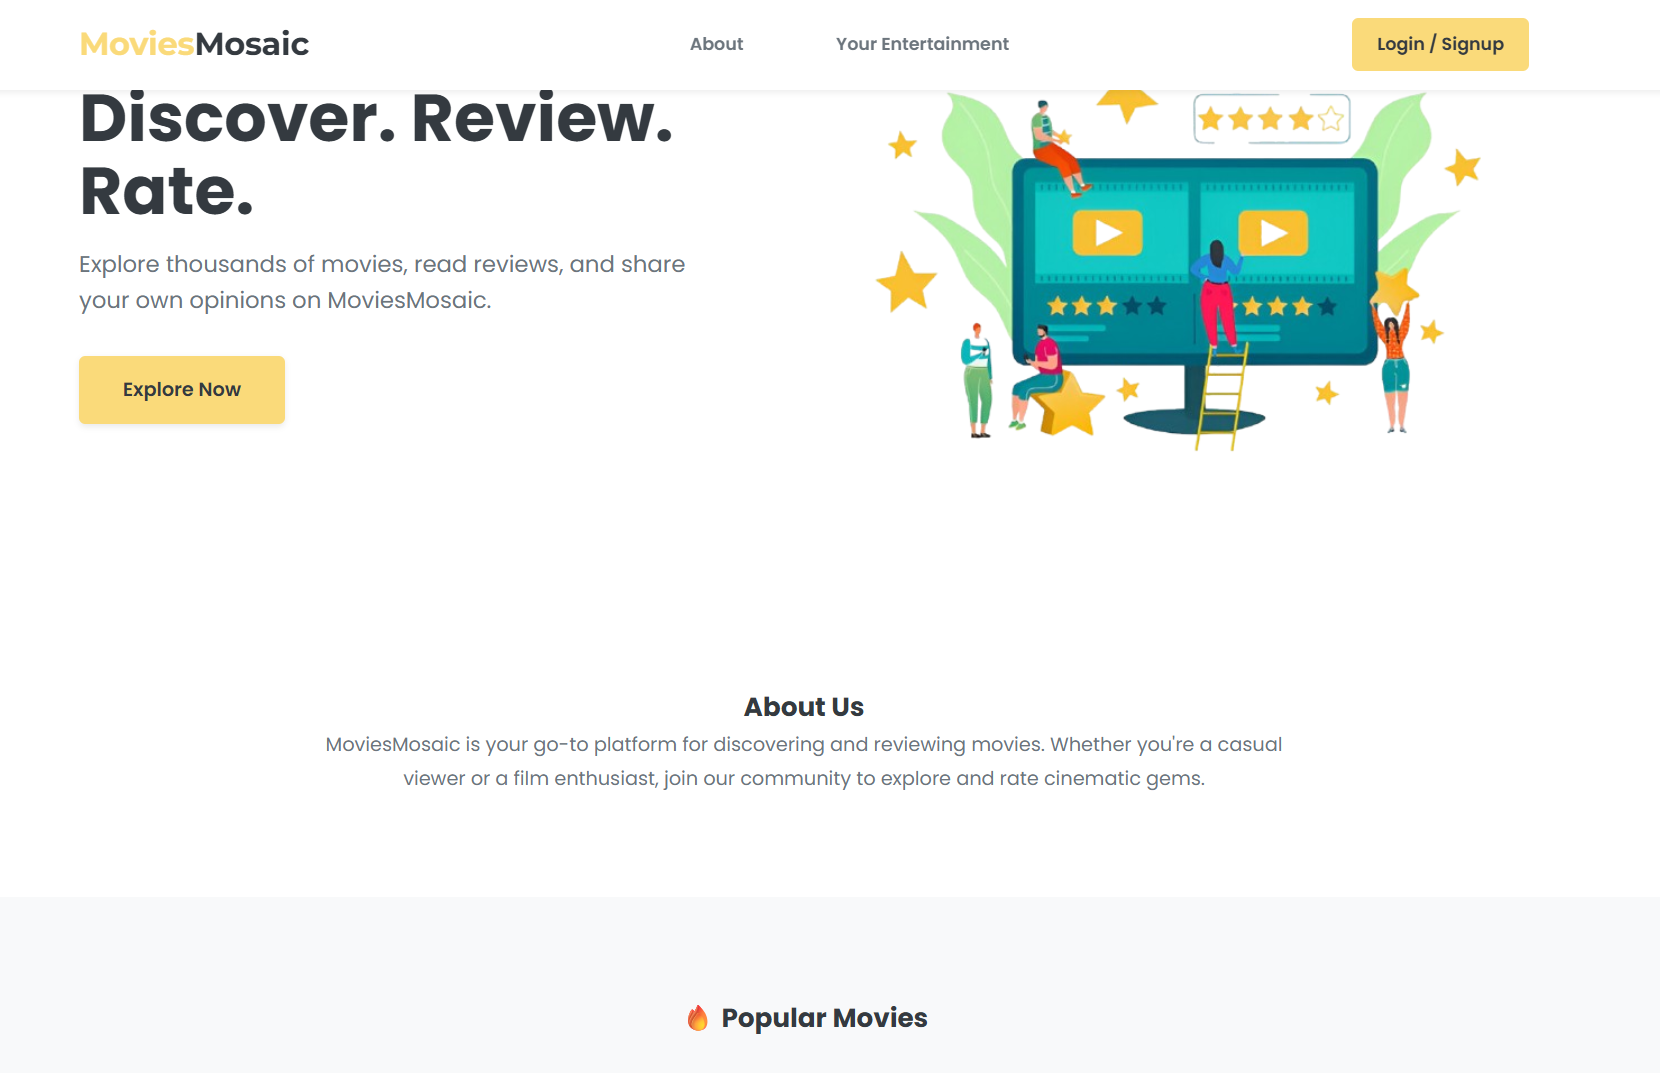 MoviesMosaic
About
Your Entertainment
Login / Signup
Discover. Review.
Rate.
Explore thousands of movies, read reviews, and share
your own opinions on MoviesMosaic.
Explore Now
About Us
MoviesMosaic is your go-to platform for discovering and reviewing movies. Whether you're a casual
viewer or a film enthusiast, join our community to explore and rate cinematic gems.
Popular Movies